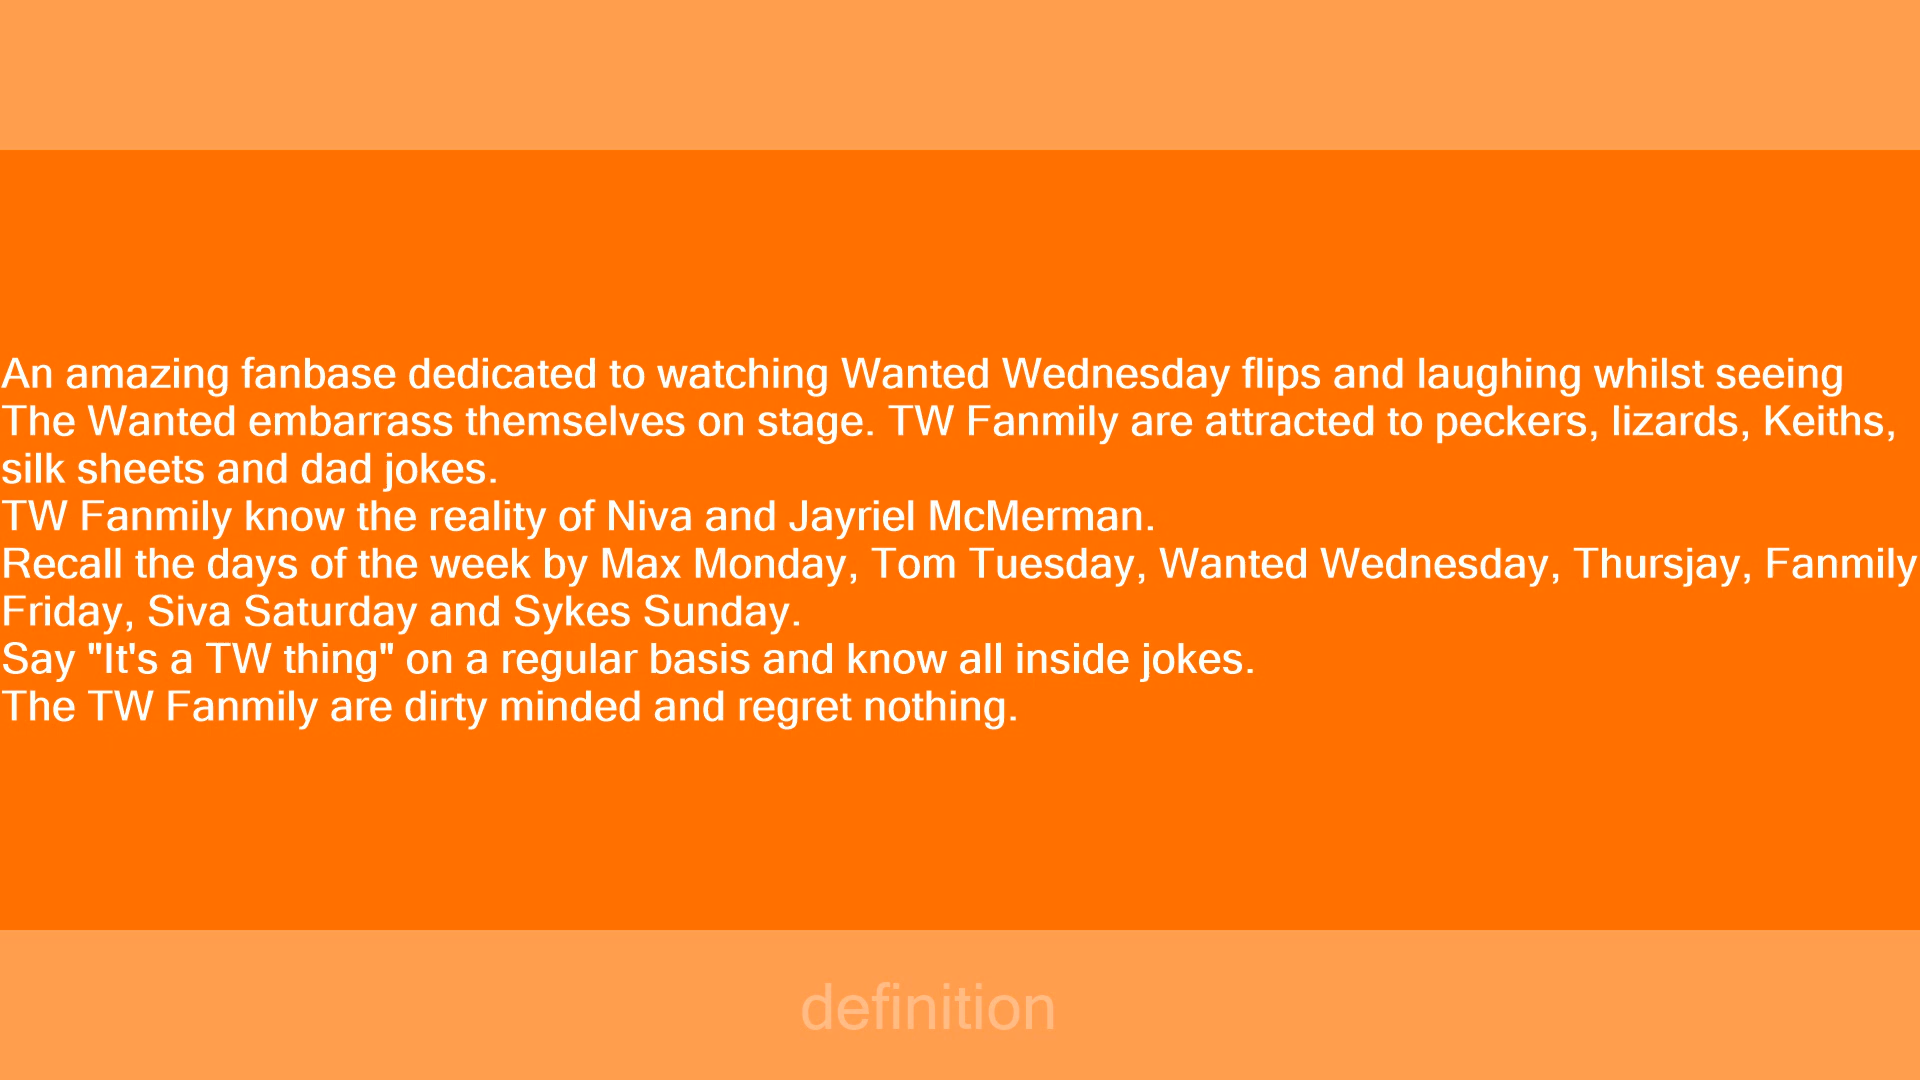 An amazing fanbase dedicated to watching Wanted Wednesday flips and laughing whilst seeing
The Wanted embarrass themselves on stage. TW Fanmily are attracted to peckers, lizards, Keiths,
silk sheets and dad jokes.
TW Fanmily know the reality of Niva and Jayriel McMerman.
Recall the days of the week by Max Monday, Tom Tuesday, Wanted Wednesday, Thursjay, Fanmily
Friday, Siva Saturday and Sykes Sunday.
Say "It's a TW thing" on a regular basis and know all inside jokes.
The TW Fanmily are dirty minded and regret nothing.
definition